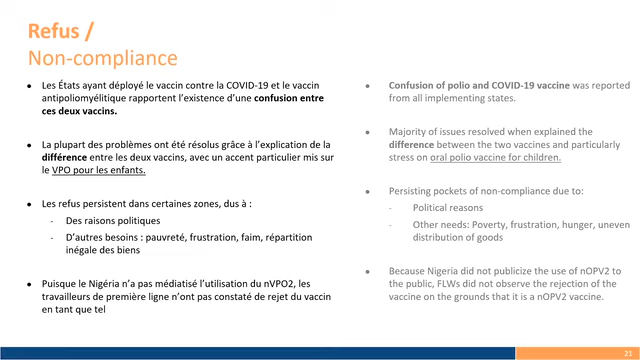 Refus /
Non-compliance
• Les États ayant déployé le vaccin contre la COVID-19 et le vaccin
antipoliomyélitique rapportent l’existence d’une confusion entre
ces deux vaccins.
• La plupart des problèmes ont été résolus grâce à l’explication de la
différence entre les deux vaccins, avec un accent particulier mis sur
le VPO pour les enfants.
• Les refus persistent dans certaines zones, dus à :
- Des raisons politiques
- D’autres besoins : pauvreté, frustration, faim, répartition
inégale des biens
• Puisque le Nigéria n’a pas médiatisé l’utilisation du nVPO2, les
travailleurs de première ligne n’ont pas constaté de rejet du vaccin
en tant que tel
• Confusion of polio and COVID-19 vaccine was reported
from all implementing states.
• Majority of issues resolved when explained the
difference between the two vaccines and particularly
stress on oral polio vaccine for children.
• Persisting pockets of non-compliance due to:
- Political reasons
- Other needs: Poverty, frustration, hunger, uneven
distribution of goods
• Because Nigeria did not publicize the use of nOPV2 to
the public, FLWs did not observe the rejection of the
vaccine on the grounds that it is a nOPV2 vaccine.
21